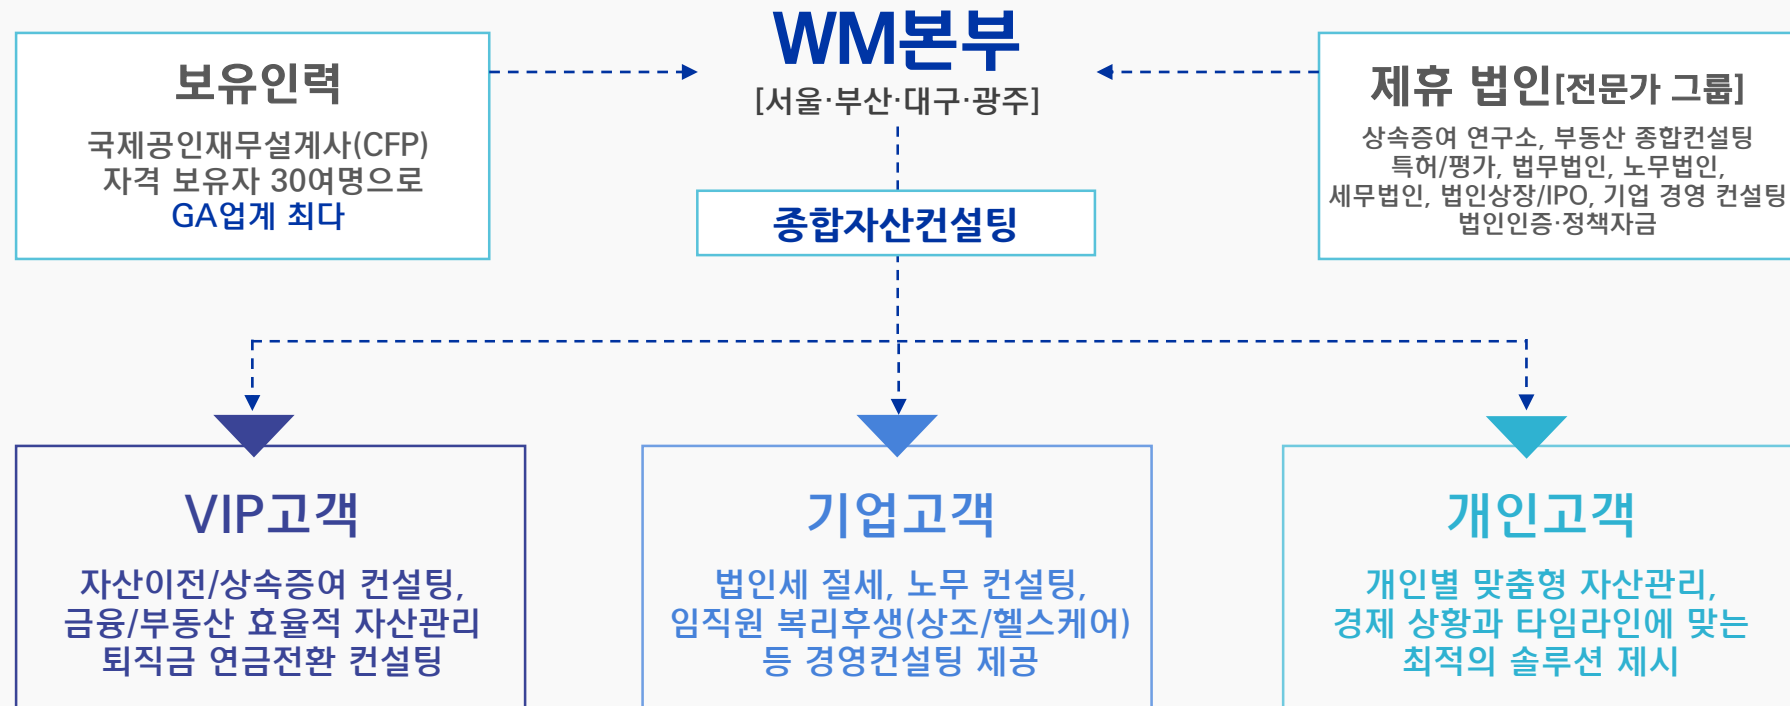 WM본부
[서울·부산·대구·광주]
보유인력
국제공인재무설계사(CFP)
자격 보유자 30여명으로
GA업계 최다
제휴 법인[전문가 그룹]
상속증여 연구소, 부동산 종합컨설팅
특허/평가, 법무법인, 노무법인,
세무법인, 법인상장/IPO, 기업 경영 컨설팅
법인인증·정책자금
종합자산컨설팅
VIP고객
자산이전/상속증여 컨설팅,
금융/부동산 효율적 자산관리
퇴직금 연금전환 컨설팅
기업고객
법인세 절세, 노무 컨설팅,
임직원 복리후생(상조/헬스케어)
등 경영컨설팅 제공
개인고객
개인별 맞춤형 자산관리,
경제 상황과 타임라인에 맞는
최적의 솔루션 제시